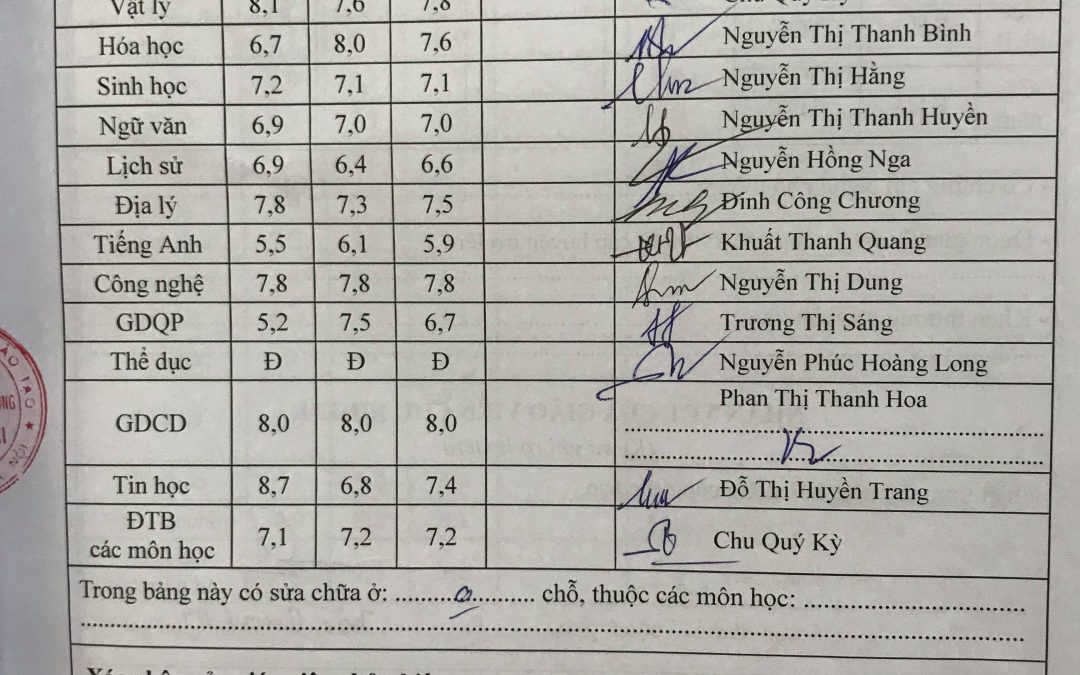 Vật lý 8,1 7,6 7,8 Chu Quý Kỳ
Hóa học 6,7 8,0 7,6 Nguyễn Thị Thanh Bình
Sinh học 7,2 7,1 7,1 Nguyễn Thị Hằng
Ngữ văn 6,9 7,0 7,0 Nguyễn Thị Thanh Huyền
Lịch sử 6,9 6,4 6,6 Nguyễn Hồng Nga
Địa lý 7,8 7,3 7,5 Đinh Công Chương
Tiếng Anh 5,5 6,1 5,9 Khuất Thanh Quang
Công nghệ 7,8 7,8 7,8 Nguyễn Thị Dung
GDQP 5,2 7,5 6,7 Trương Thị Sáng
Thể dục Đ Đ Đ Nguyễn Phúc Hoàng Long
Phan Thị Thanh Hoa
GDCD 8,0 8,0 8,0
Tin học 8,7 6,8 7,4 Đỗ Thị Huyền Trang
ĐTB
các môn học 7,1 7,2 7,2 Chu Quý Kỳ
Trong bảng này có sửa chữa ở: ..........0.......... chỗ, thuộc các môn học: ..............................